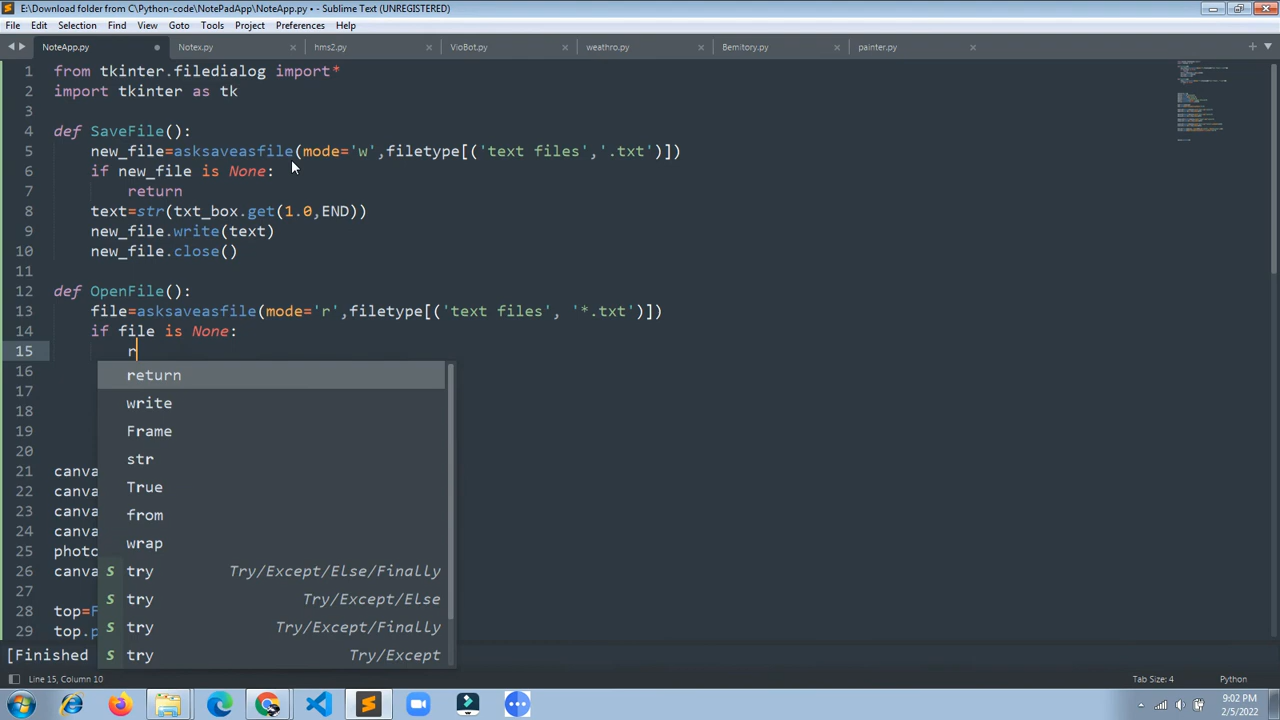 E:\Download folder from C\Python-code\NotePadApp\NoteApp.py • - Sublime Text (UNREGISTERED)
File Edit Selection Find View Goto Tools Project Preferences Help
NoteApp.py Notex.py hms2.py VioBot.py weathro.py Bemitory.py painter.py
1 from tkinter.filedialog import*
2 import tkinter as tk
3
4 def SaveFile():
5 new_file=asksaveasfile(mode='w',filetype[('text files','.txt')])
6 if new_file is None:
7 return
8 text=str(txt_box.get(1.0,END))
9 new_file.write(text)
10 new_file.close()
11
12 def OpenFile():
13 file=asksaveasfile(mode='r',filetype[('text files', '*.txt')])
14 if file is None:
15 r
16 return
17 write
18 Frame
19 str
20 True
21 canva
22 canva from
23 canva
24 canva wrap
25 photo S try Try/Except/Else/Finally
26 canva
27 S try Try/Except/Else
28 top=F S try Try/Except/Finally
29 top.p
[Finished S try Try/Except
Line 15, Column 10 Tab Size: 4 Python
9:02 PM
2/5/2022